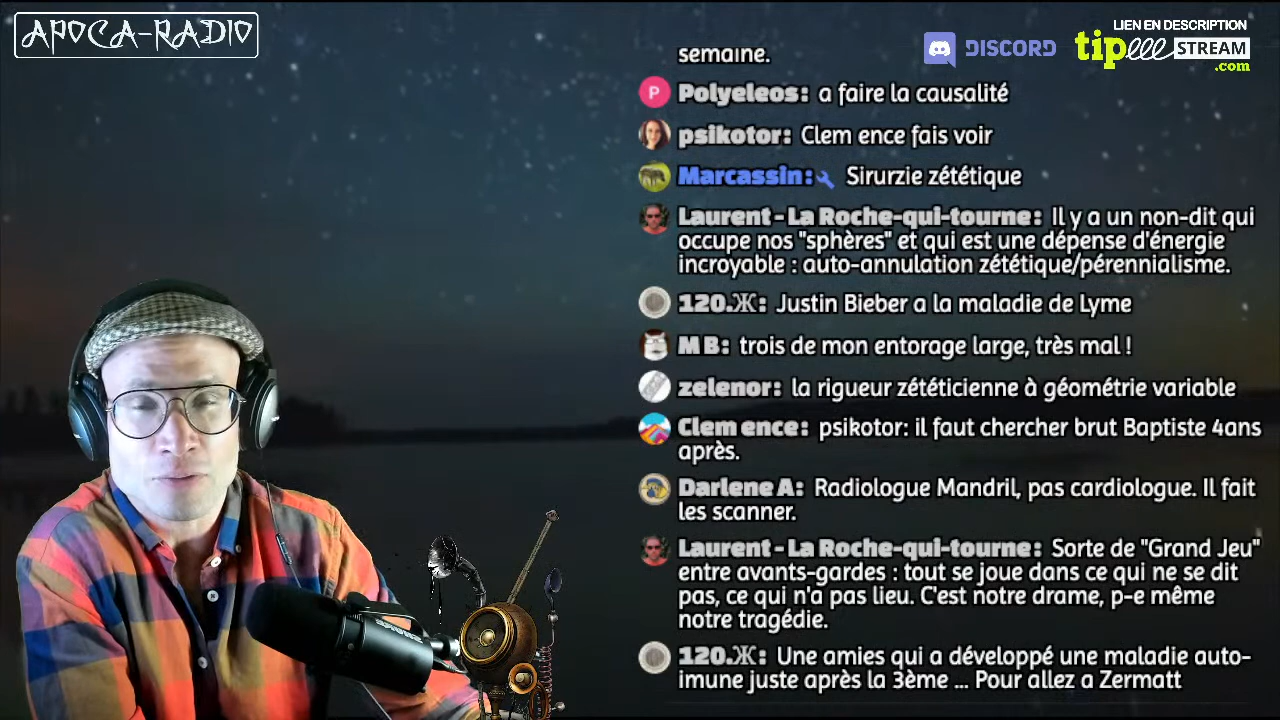 APOCA-RADIO
LIEN EN DESCRIPTION
DISCORD
tipeee STREAM
.com
semaine.
P Polyeleos: a faire la causalité
psikotor: Clem ence fais voir
Marcassin: Sirurzie zététique
Laurent - La Roche-qui-tourne: Il y a un non-dit qui
occupe nos "sphères" et qui est une dépense d'énergie
incroyable : auto-annulation zététique/pérennialisme.
120.Ж: Justin Bieber a la maladie de Lyme
M B: trois de mon entorage large, très mal !
zelenor: la rigueur zététicienne à géométrie variable
Clem ence: psikotor: il faut chercher brut Baptiste 4ans
après.
Darlene A: Radiologue Mandril, pas cardiologue. Il fait
les scanner.
Laurent - La Roche-qui-tourne: Sorte de "Grand Jeu"
entre avants-gardes : tout se joue dans ce qui ne se dit
pas, ce qui n'a pas lieu. C'est notre drame, p-e même
notre tragédie.
120.Ж: Une amies qui a développé une maladie auto-
imune juste après la 3ème ... Pour allez a Zermatt